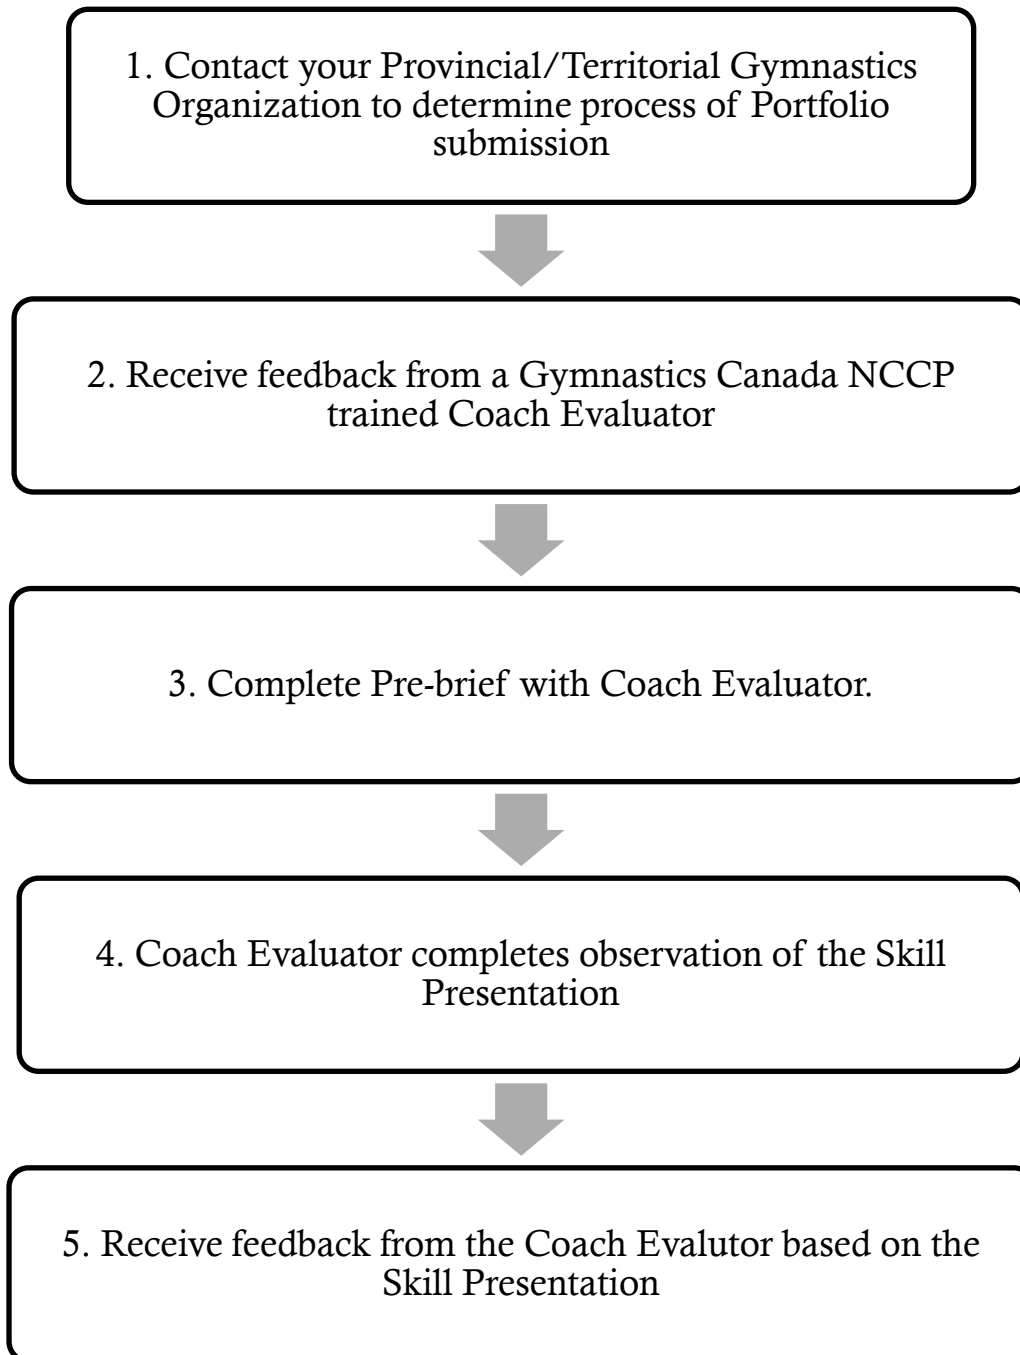 1. Contact your Provincial/Territorial Gymnastics
Organization to determine process of Portfolio
submission
2. Receive feedback from a Gymnastics Canada NCCP
trained Coach Evaluator
3. Complete Pre-brief with Coach Evaluator.
4. Coach Evaluator completes observation of the Skill
Presentation
5. Receive feedback from the Coach Evalutor based on the
Skill Presentation